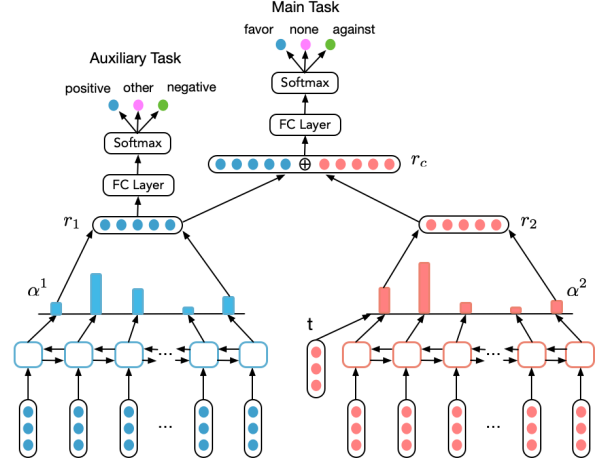 Main Task
favor none against
Auxiliary Task
positive other negative
Softmax
Softmax
FC Layer
⊕ r_c
FC Layer
r_1
r_2
α^1
α^2
t
...
...
...
...